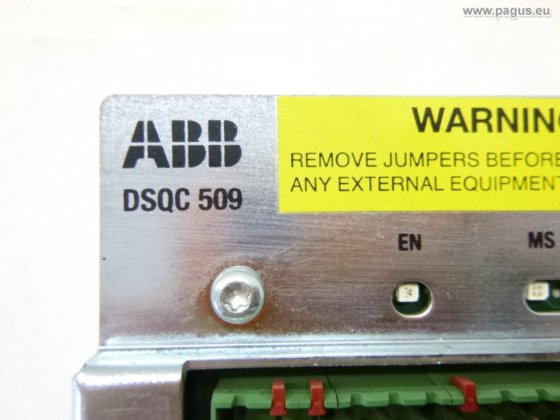 www.pagus.eu
ABB
DSQC 509
WARNING
REMOVE JUMPERS BEFORE
ANY EXTERNAL EQUIPMENT
EN
MS